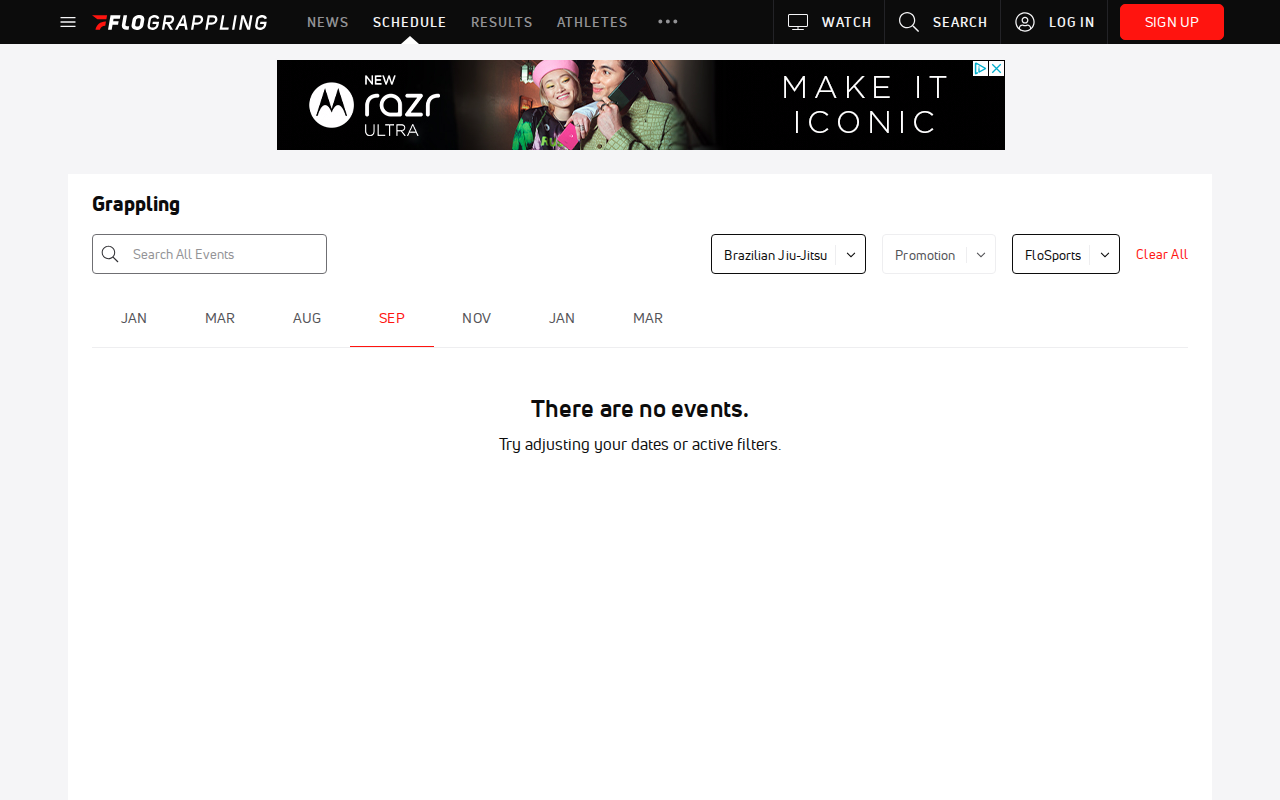 FLOGRAPPLING
NEWS
SCHEDULE
RESULTS
ATHLETES
WATCH
SEARCH
LOG IN
SIGN UP
NEW
razr
ULTRA
MAKE IT
ICONIC
Grappling
Search All Events
Brazilian Jiu-Jitsu
Promotion
FloSports
Clear All
JAN
MAR
AUG
SEP
NOV
JAN
MAR
There are no events.
Try adjusting your dates or active filters.